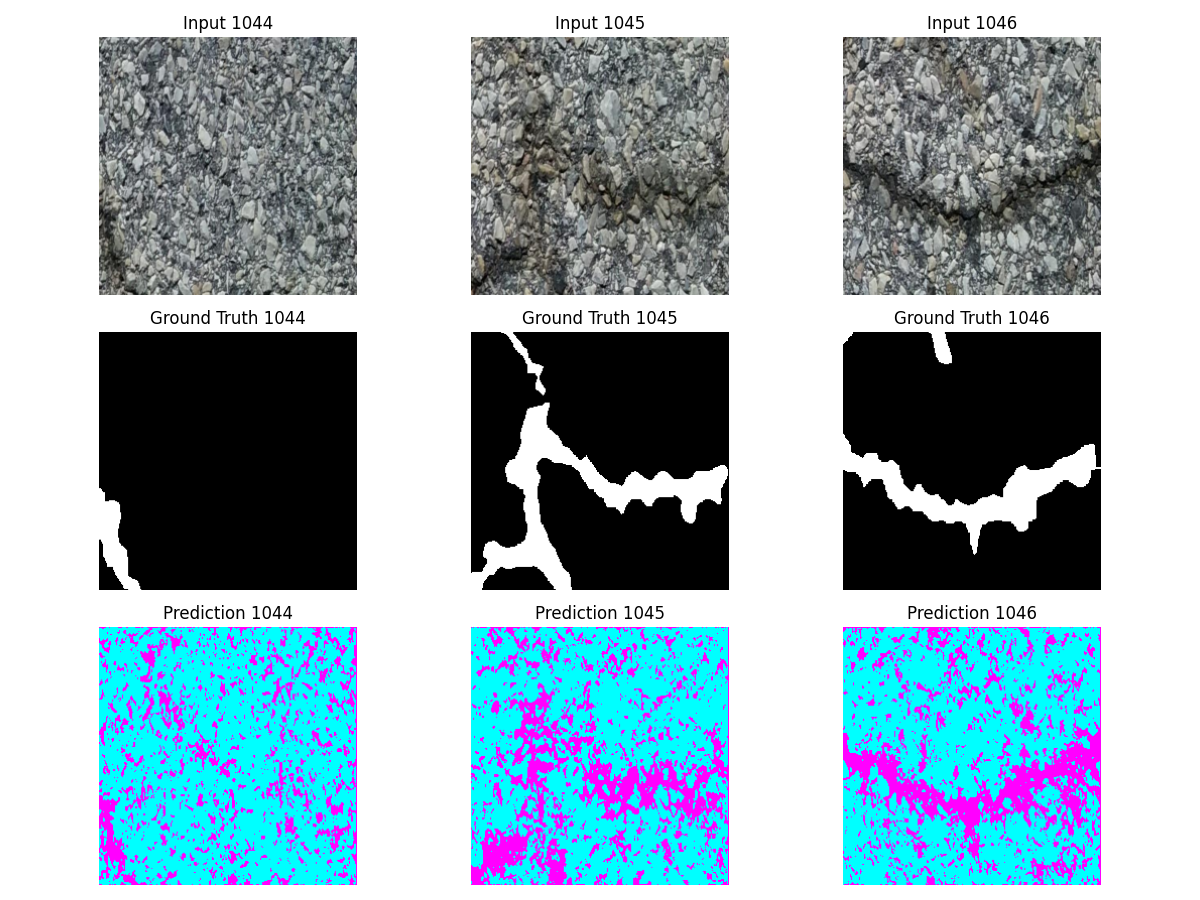 Input 1044
Input 1045
Input 1046
Ground Truth 1044
Ground Truth 1045
Ground Truth 1046
Prediction 1044
Prediction 1045
Prediction 1046